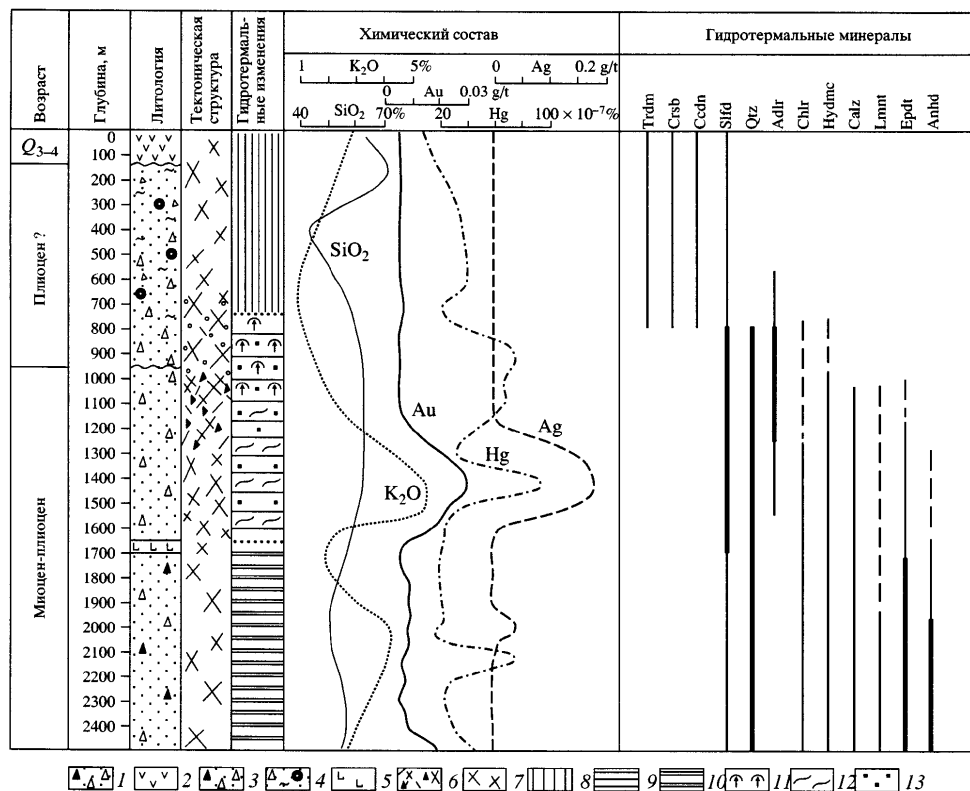 Возраст
Глубина, м
Литология
Тектоническая структура
Гидротермаль-
ные изменения
Химический состав
Гидротермальные минералы
1 K₂O 5%
0 Ag 0.2 g/t
0 Au 0.03 g/t
40 SiO₂ 70%
20 Hg 100 × 10⁻⁷%
Trdm
Crsb
Ccdn
Slfd
Qtz
Adlr
Chlr
Hydmc
Calz
Lmnt
Epdt
Anhd
Q₃₋₄
Плиоцен ?
Миоцен-плиоцен
0
100
200
300
400
500
600
700
800
900
1000
1100
1200
1300
1400
1500
1600
1700
1800
1900
2000
2100
2200
2300
2400
SiO₂
Au
Ag
Hg
K₂O
1 2 3 4 5 6 7 8 9 10 11 12 13